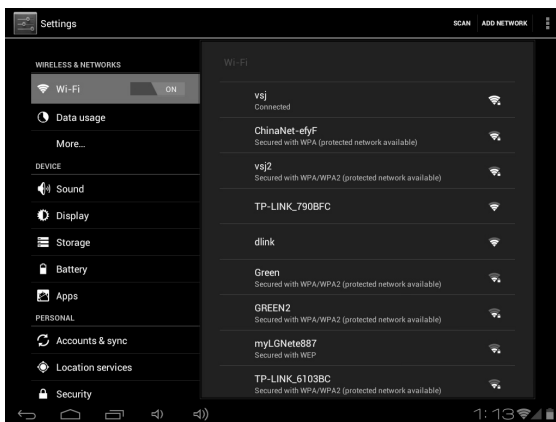 Settings
SCAN ADD NETWORK
WIRELESS & NETWORKS
Wi-Fi ON
Data usage
More...
DEVICE
Sound
Display
Storage
Battery
Apps
PERSONAL
Accounts & sync
Location services
Security
Wi-Fi
vsj
Connected
ChinaNet-efyF
Secured with WPA (protected network available)
vsj2
Secured with WPA/WPA2 (protected network available)
TP-LINK_790BFC
dlink
Green
Secured with WPA/WPA2 (protected network available)
GREEN2
Secured with WPA/WPA2 (protected network available)
myLGNete887
Secured with WEP
TP-LINK_6103BC
Secured with WPA/WPA2 (protected network available)
1:13